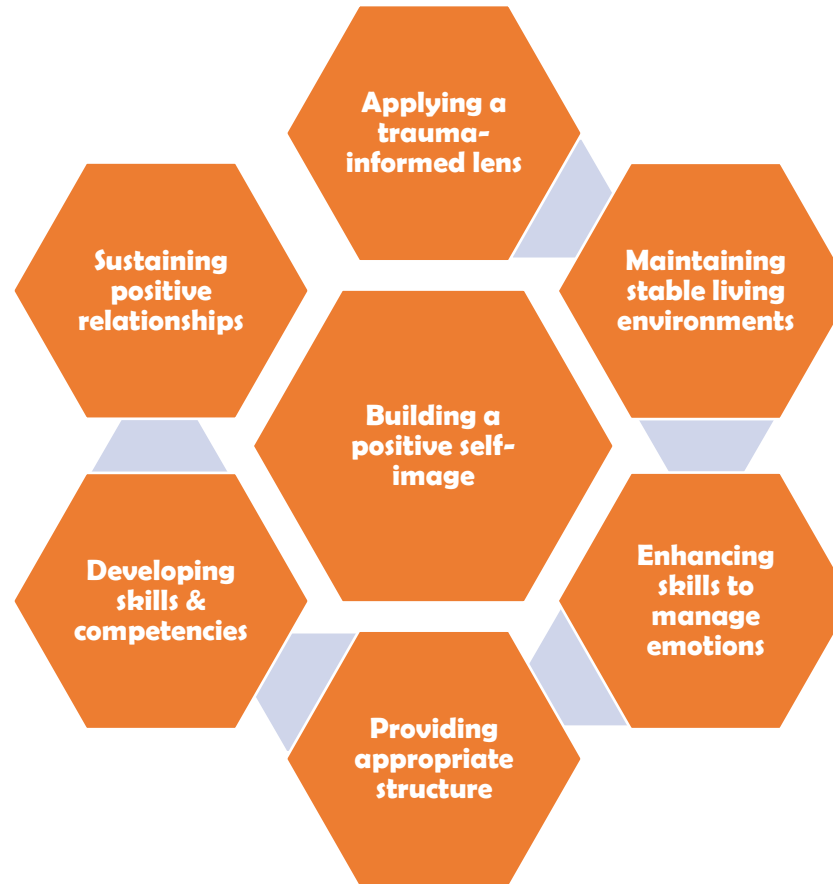 Applying a
trauma-
informed lens
Maintaining
stable living
environments
Enhancing
skills to
manage
emotions
Providing
appropriate
structure
Developing
skills &
competencies
Sustaining
positive
relationships
Building a
positive self-
image